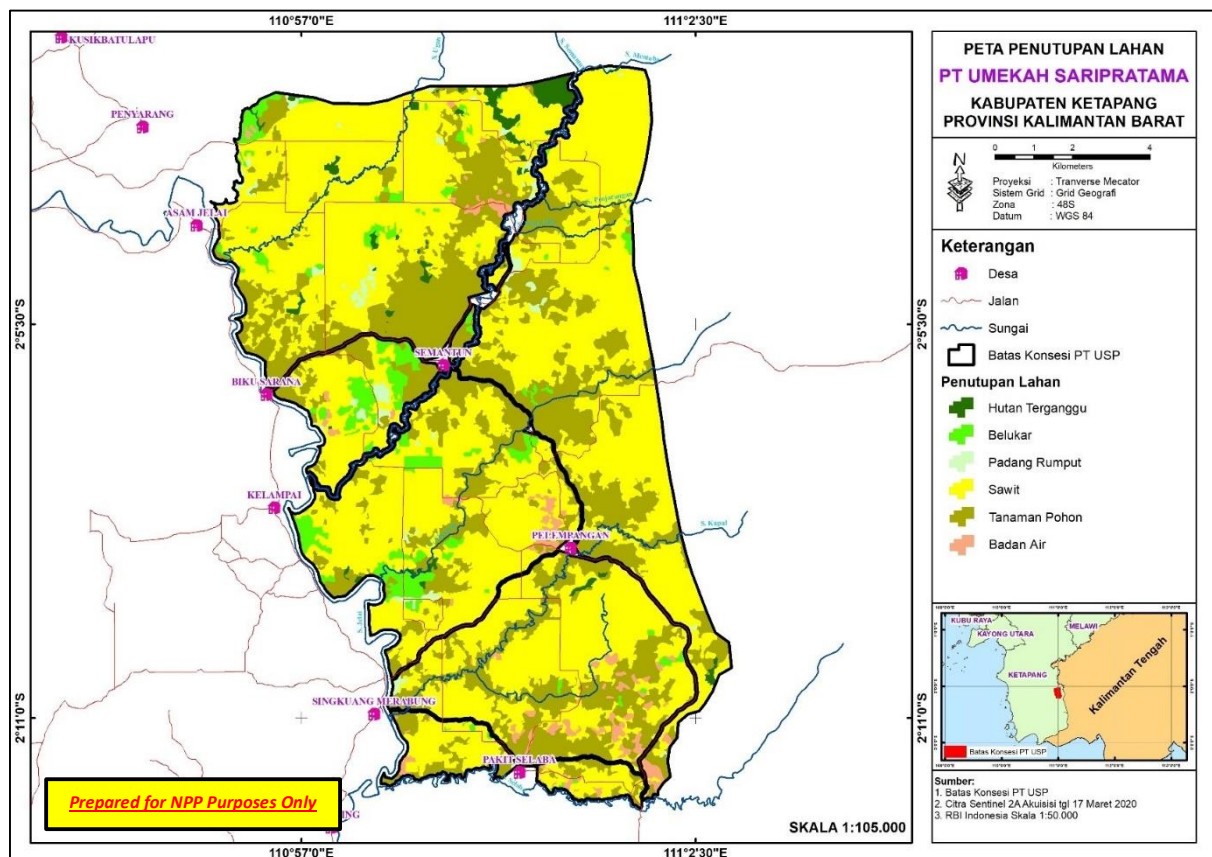 110°57'0"E
111°2'30"E
KUSIKBATULAPU
PENYARANG
ASAM JELAI
SEMANTUN
BIKU SARANA
KELAMPAI
PELEMPANGAN
S. Kapal
S. Jelai
SINGKUANG MERABUNG
PAKIT SELABA
2°5'30"S
2°5'30"S
2°11'0"S
2°11'0"S
Prepared for NPP Purposes Only
ING
SKALA 1:105.000
110°57'0"E
111°2'30"E
PETA PENUTUPAN LAHAN
PT UMEKAH SARIPRATAMA
KABUPATEN KETAPANG
PROVINSI KALIMANTAN BARAT
N
0 1 2 4
Kilometers
Proyeksi : Tranverse Mecator
Sistem Grid : Grid Geografi
Zona : 48S
Datum : WGS 84
Keterangan
Desa
Jalan
Sungai
Batas Konsesi PT USP
Penutupan Lahan
Hutan Terganggu
Belukar
Padang Rumput
Sawit
Tanaman Pohon
Badan Air
KUBU RAYA
KAYONG UTARA
MELAWI
KETAPANG
Kalimantan Tengah
Batas Konsesi PT USP
Sumber:
1. Batas Konsesi PT USP
2. Citra Sentinel 2A Akuisisi tgl 17 Maret 2020
3. RBI Indonesia Skala 1:50.000